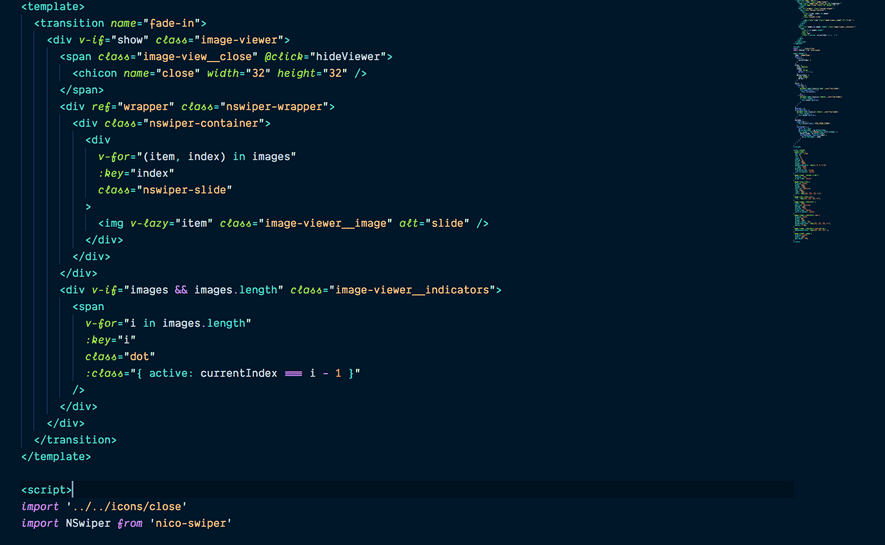 <template>
<transition name="fade-in">
<div v-if="show" class="image-viewer">
<span class="image-view__close" @click="hideViewer">
<chicon name="close" width="32" height="32" />
</span>
<div ref="wrapper" class="nswiper-wrapper">
<div class="nswiper-container">
<div
v-for="(item, index) in images"
:key="index"
class="nswiper-slide"
>
<img v-lazy="item" class="image-viewer__image" alt="slide" />
</div>
</div>
</div>
<div v-if="images && images.length" class="image-viewer__indicators">
<span
v-for="i in images.length"
:key="i"
class="dot"
:class="{ active: currentIndex === i - 1 }"
/>
</div>
</div>
</transition>
</template>
<script>
import '../../icons/close'
import NSwiper from 'nico-swiper'